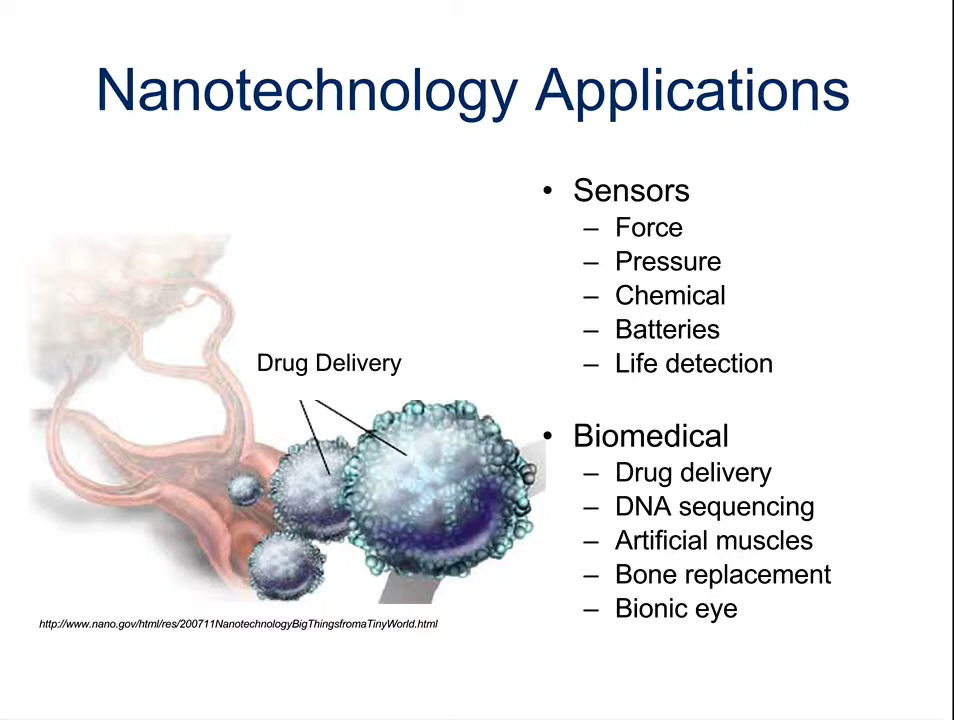 Nanotechnology Applications
• Sensors
– Force
– Pressure
– Chemical
– Batteries
– Life detection
Drug Delivery
• Biomedical
– Drug delivery
– DNA sequencing
– Artificial muscles
– Bone replacement
– Bionic eye
http://www.nano.gov/html/res/200711NanotechnologyBigThingsfromaTinyWorld.html